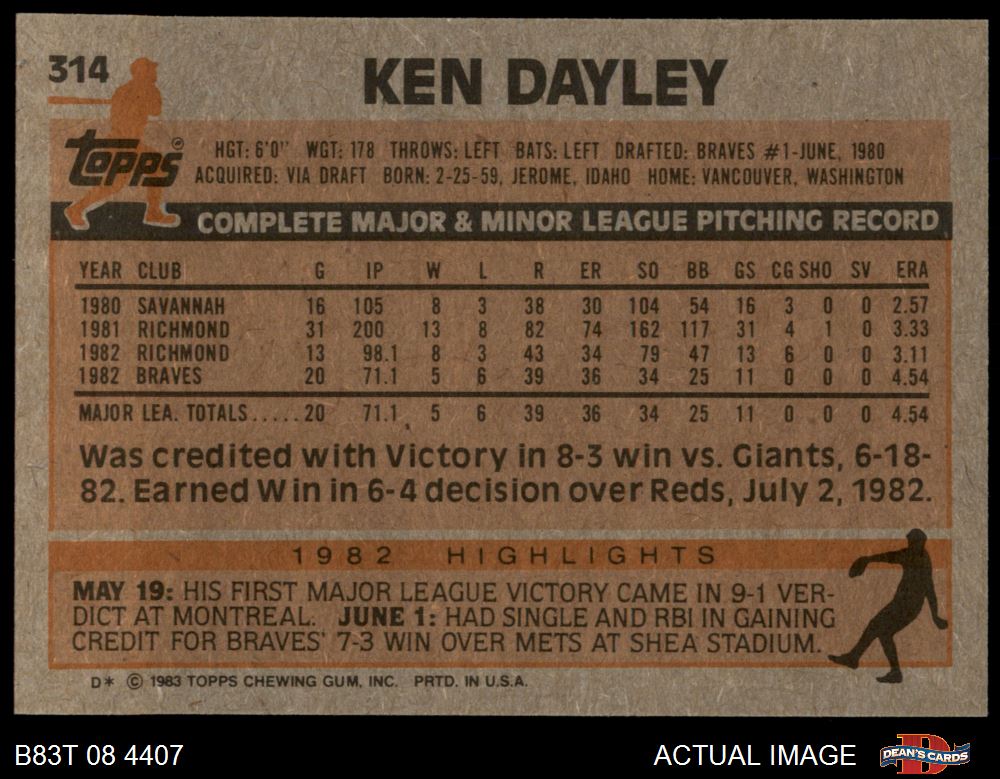 314
KEN DAYLEY
Topps
HGT: 6'0" WGT: 178 THROWS: LEFT BATS: LEFT DRAFTED: BRAVES #1-JUNE, 1980
ACQUIRED: VIA DRAFT BORN: 2-25-59, JEROME, IDAHO HOME: VANCOUVER, WASHINGTON
COMPLETE MAJOR & MINOR LEAGUE PITCHING RECORD
YEAR CLUB G IP W L R ER SO BB GS CG SHO SV ERA
1980 SAVANNAH 16 105 8 3 38 30 104 54 16 3 0 0 2.57
1981 RICHMOND 31 200 13 8 82 74 162 117 31 4 1 0 3.33
1982 RICHMOND 13 98.1 8 3 43 34 79 47 13 6 0 0 3.11
1982 BRAVES 20 71.1 5 6 39 36 34 25 11 0 0 0 4.54
MAJOR LEA. TOTALS.....20 71.1 5 6 39 36 34 25 11 0 0 0 4.54
Was credited with Victory in 8-3 win vs. Giants, 6-18-
82. Earned Win in 6-4 decision over Reds, July 2, 1982.
1982 HIGHLIGHTS
MAY 19: HIS FIRST MAJOR LEAGUE VICTORY CAME IN 9-1 VER-
DICT AT MONTREAL. JUNE 1: HAD SINGLE AND RBI IN GAINING
CREDIT FOR BRAVES' 7-3 WIN OVER METS AT SHEA STADIUM.
D* © 1983 TOPPS CHEWING GUM, INC. PRTD. IN U.S.A.
B83T 08 4407
ACTUAL IMAGE
D
DEAN'S CARDS